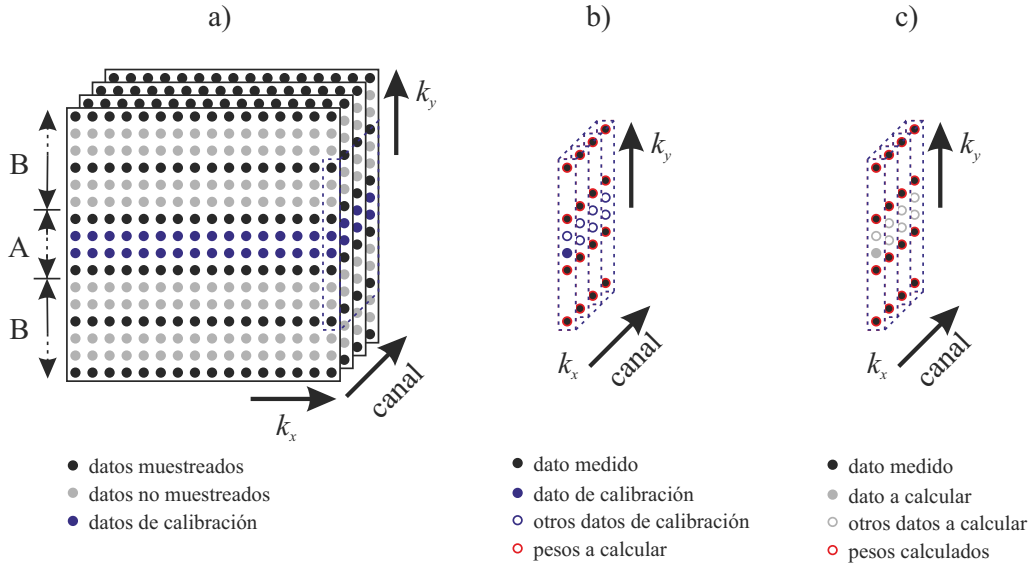 a)
b)
c)
B
A
B
k_y
k_x
canal
k_y
k_x
canal
k_y
k_x
canal
datos muestreados
datos no muestreados
datos de calibración
dato medido
dato de calibración
otros datos de calibración
pesos a calcular
dato medido
dato a calcular
otros datos a calcular
pesos calculados